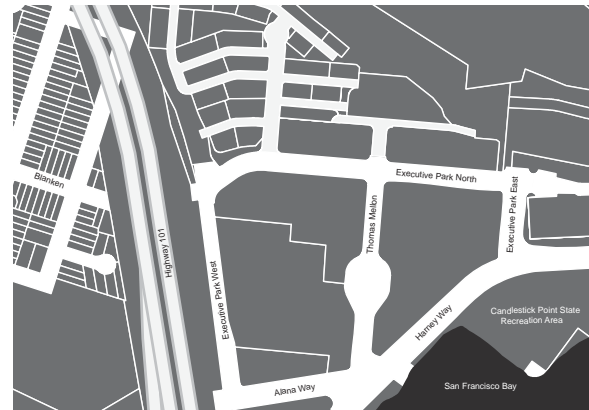 Blanken
Highway 101
Executive Park North
Executive Park East
Thomas Mellon
Executive Park West
Harney Way
Candlestick Point State
Recreation Area
Alana Way
San Francisco Bay